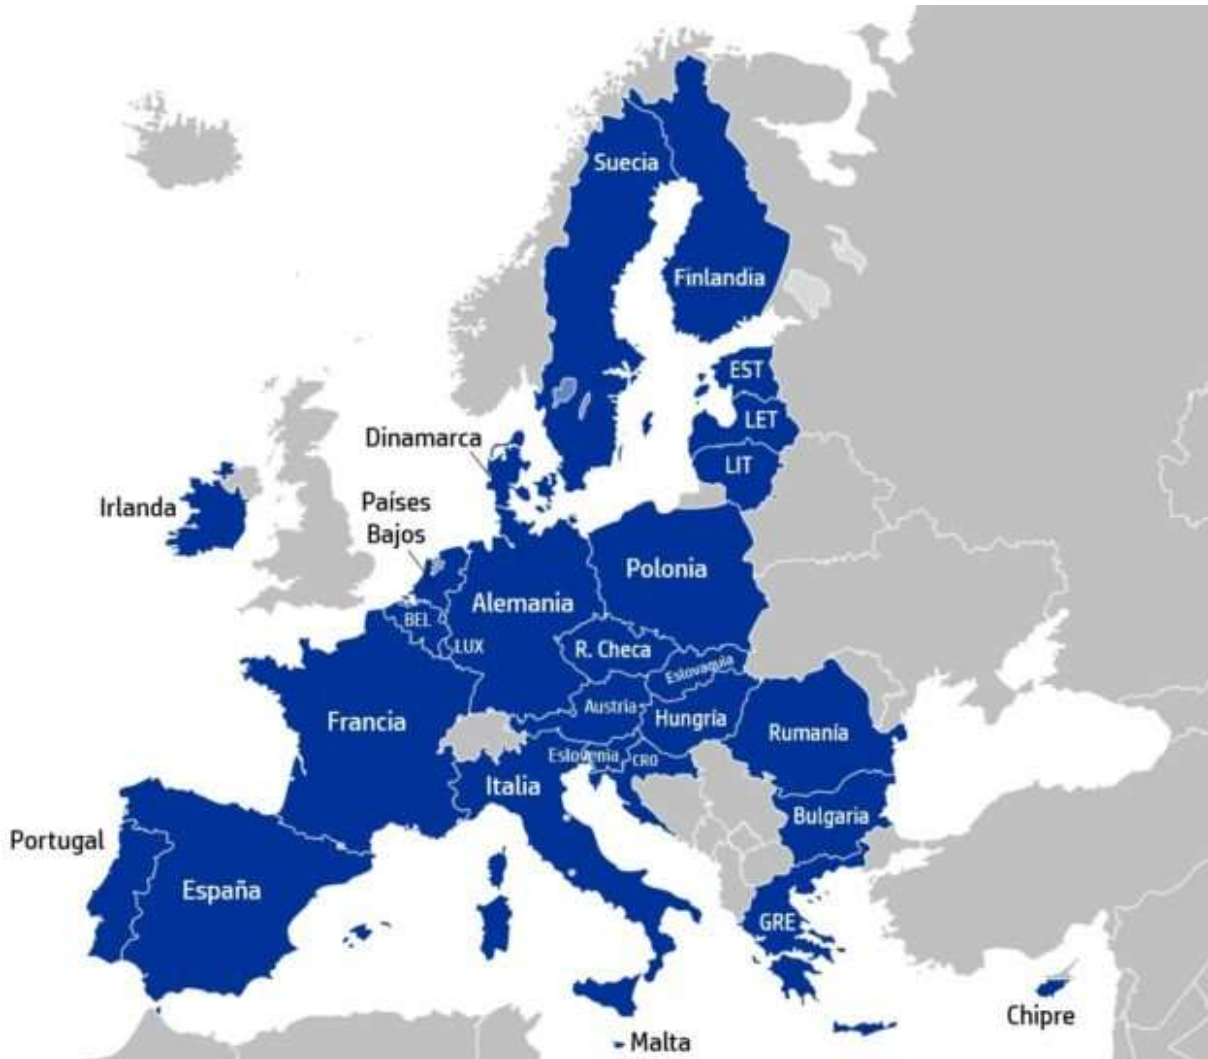 Suecia
Finlandia
EST
LET
LIT
Dinamarca
Irlanda
Países
Bajos
Polonia
Alemania
BEL
LUX
R. Checa
Eslovaquia
Austria
Hungría
Francia
Rumanía
Eslovenia
CRO
Italia
Bulgaria
Portugal
España
GRE
Chipre
Malta